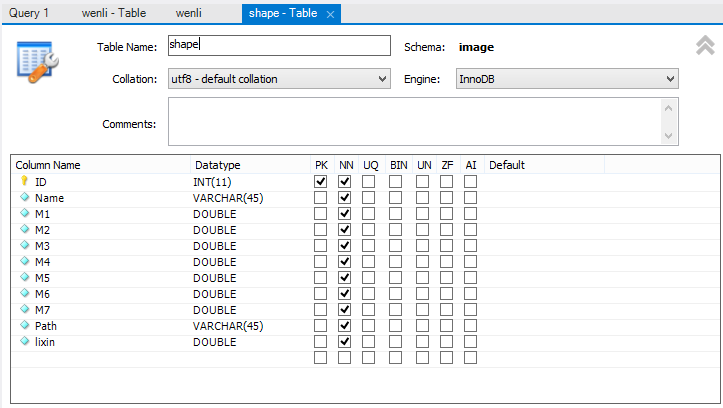 Query 1 wenli - Table wenli shape - Table
Table Name: shape Schema: image
Collation: utf8 - default collation Engine: InnoDB
Comments:
Column Name Datatype PK NN UQ BIN UN ZF AI Default
ID INT(11)
Name VARCHAR(45)
M1 DOUBLE
M2 DOUBLE
M3 DOUBLE
M4 DOUBLE
M5 DOUBLE
M6 DOUBLE
M7 DOUBLE
Path VARCHAR(45)
lixin DOUBLE